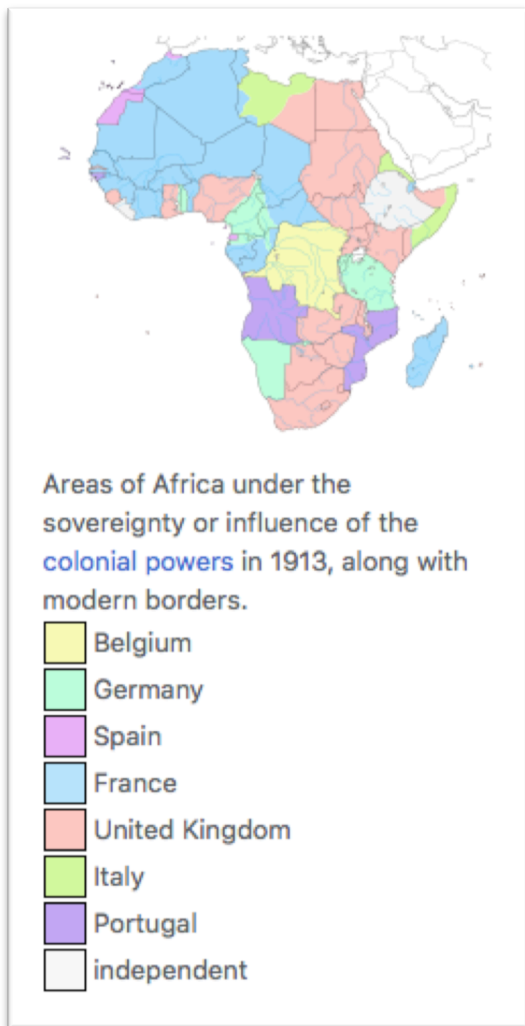 Areas of Africa under the
sovereignty or influence of the
colonial powers in 1913, along with
modern borders.
Belgium
Germany
Spain
France
United Kingdom
Italy
Portugal
independent